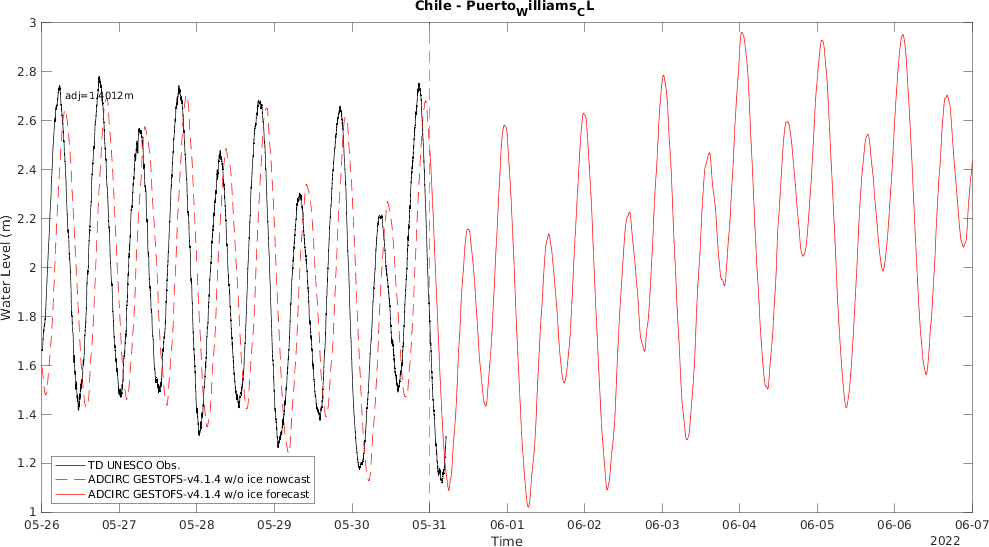 Chile - PuertoWilliamsCL
3
2.8
2.6
2.4
2.2
2
1.8
1.6
1.4
1.2
1
Water Level (m)
adj=1.4012m
TD UNESCO Obs.
ADCIRC GESTOFS-v4.1.4 w/o ice nowcast
ADCIRC GESTOFS-v4.1.4 w/o ice forecast
05-26 05-27 05-28 05-29 05-30 05-31 06-01 06-02 06-03 06-04 06-05 06-06 06-07
Time
2022